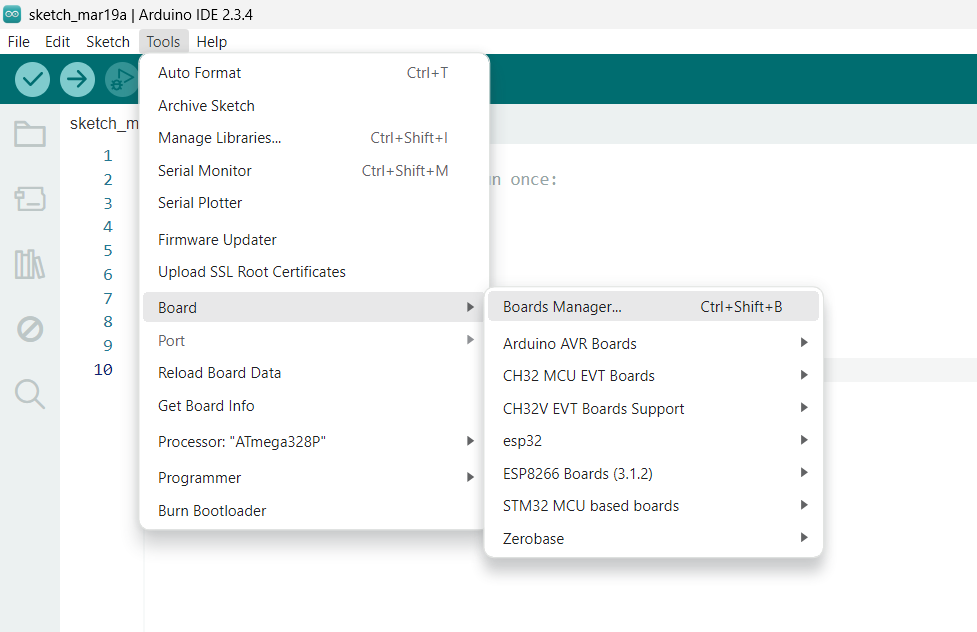 sketch_mar19a | Arduino IDE 2.3.4
File Edit Sketch Tools Help
Auto Format Ctrl+T
Archive Sketch
Manage Libraries... Ctrl+Shift+I
Serial Monitor Ctrl+Shift+M
Serial Plotter
Firmware Updater
Upload SSL Root Certificates
Board
Port
Reload Board Data
Get Board Info
Processor: "ATmega328P"
Programmer
Burn Bootloader
Boards Manager... Ctrl+Shift+B
Arduino AVR Boards
CH32 MCU EVT Boards
CH32V EVT Boards Support
esp32
ESP8266 Boards (3.1.2)
STM32 MCU based boards
Zerobase
sketch_m
1
2 n once:
3
4
5
6
7
8
9
10